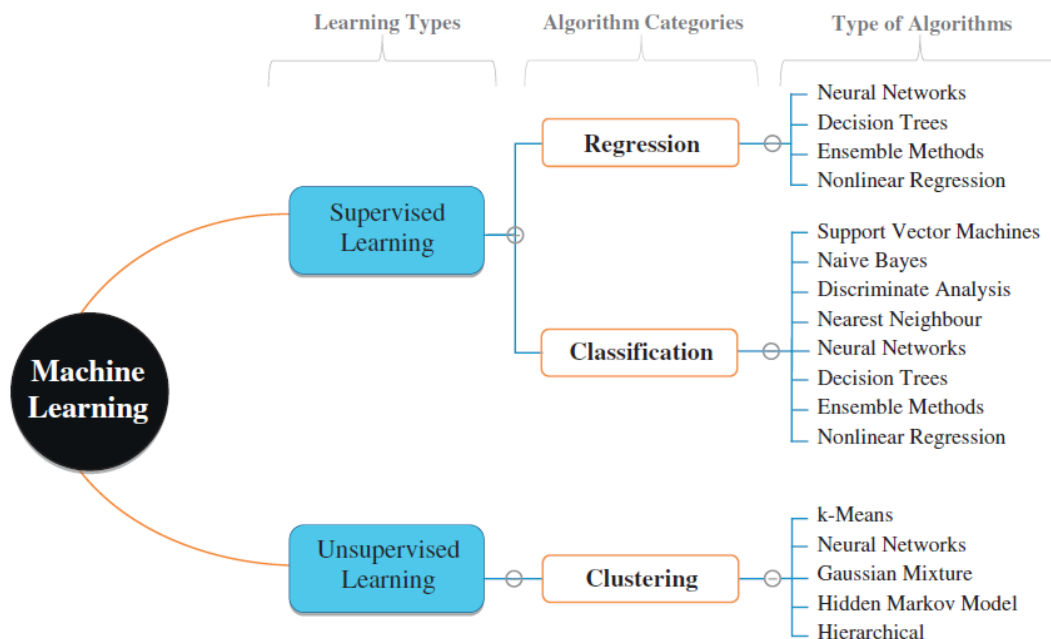 Learning Types
Algorithm Categories
Type of Algorithms
Machine
Learning
Supervised
Learning
Regression
Neural Networks
Decision Trees
Ensemble Methods
Nonlinear Regression
Classification
Support Vector Machines
Naive Bayes
Discriminate Analysis
Nearest Neighbour
Neural Networks
Decision Trees
Ensemble Methods
Nonlinear Regression
Unsupervised
Learning
Clustering
k-Means
Neural Networks
Gaussian Mixture
Hidden Markov Model
Hierarchical